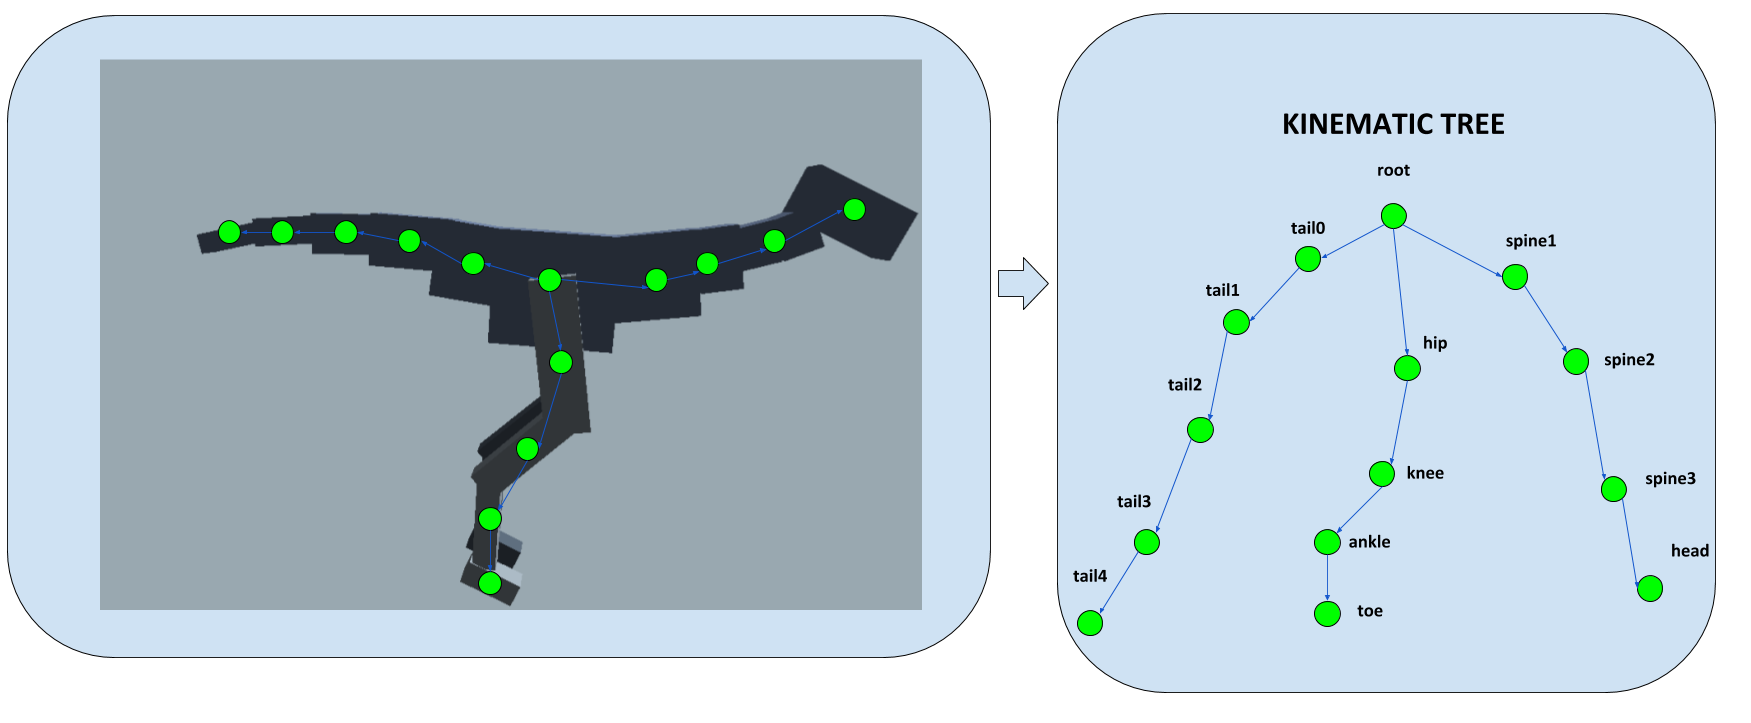 KINEMATIC TREE
root
tail0
spine1
tail1
hip
spine2
tail2
knee
spine3
tail3
ankle
head
tail4
toe